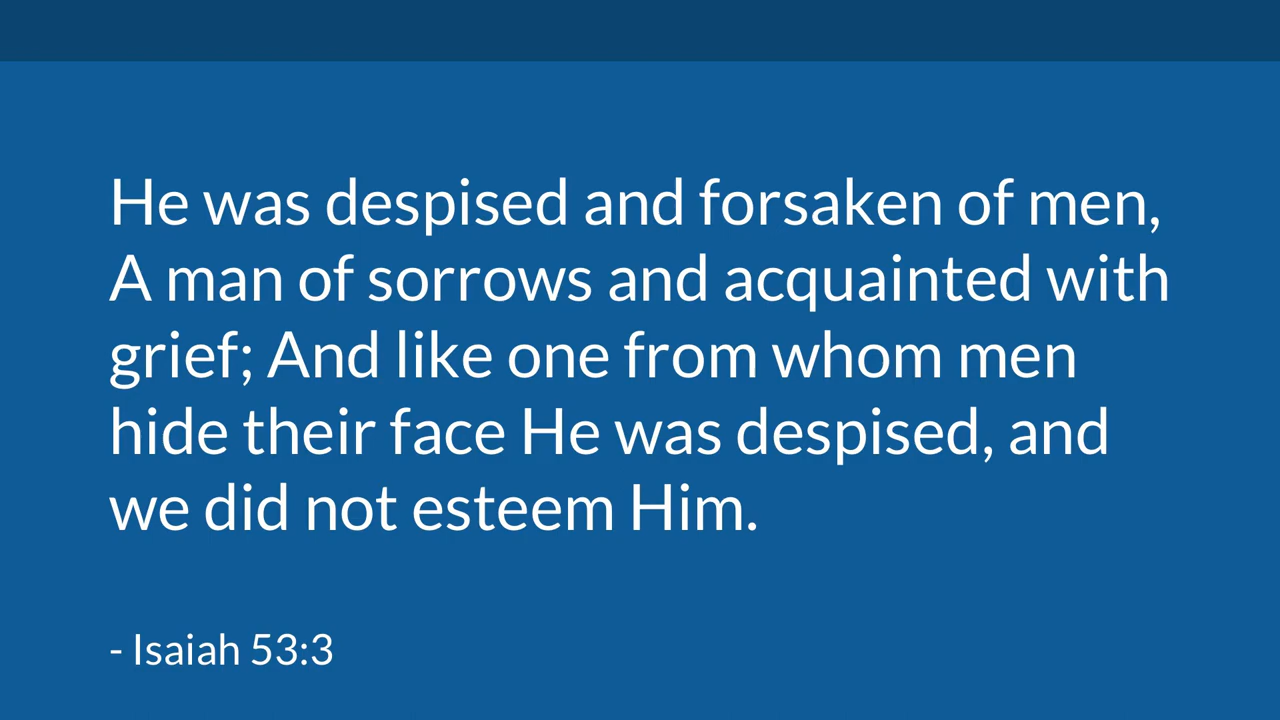 He was despised and forsaken of men,
A man of sorrows and acquainted with
grief; And like one from whom men
hide their face He was despised, and
we did not esteem Him.
- Isaiah 53:3